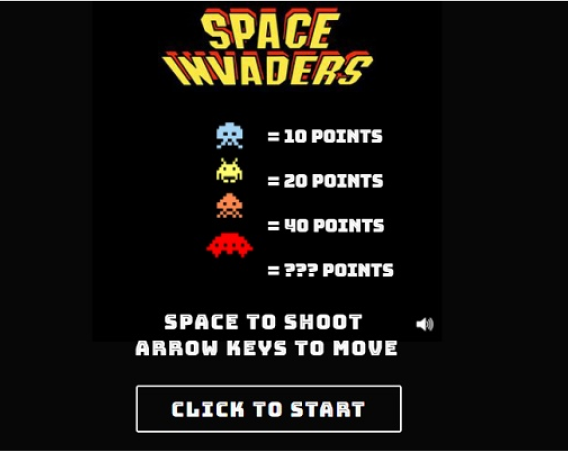 SPACE
INVADERS
= 10 POINTS
= 20 POINTS
= 40 POINTS
= ??? POINTS
SPACE TO SHOOT
ARROW KEYS TO MOVE
CLICK TO START